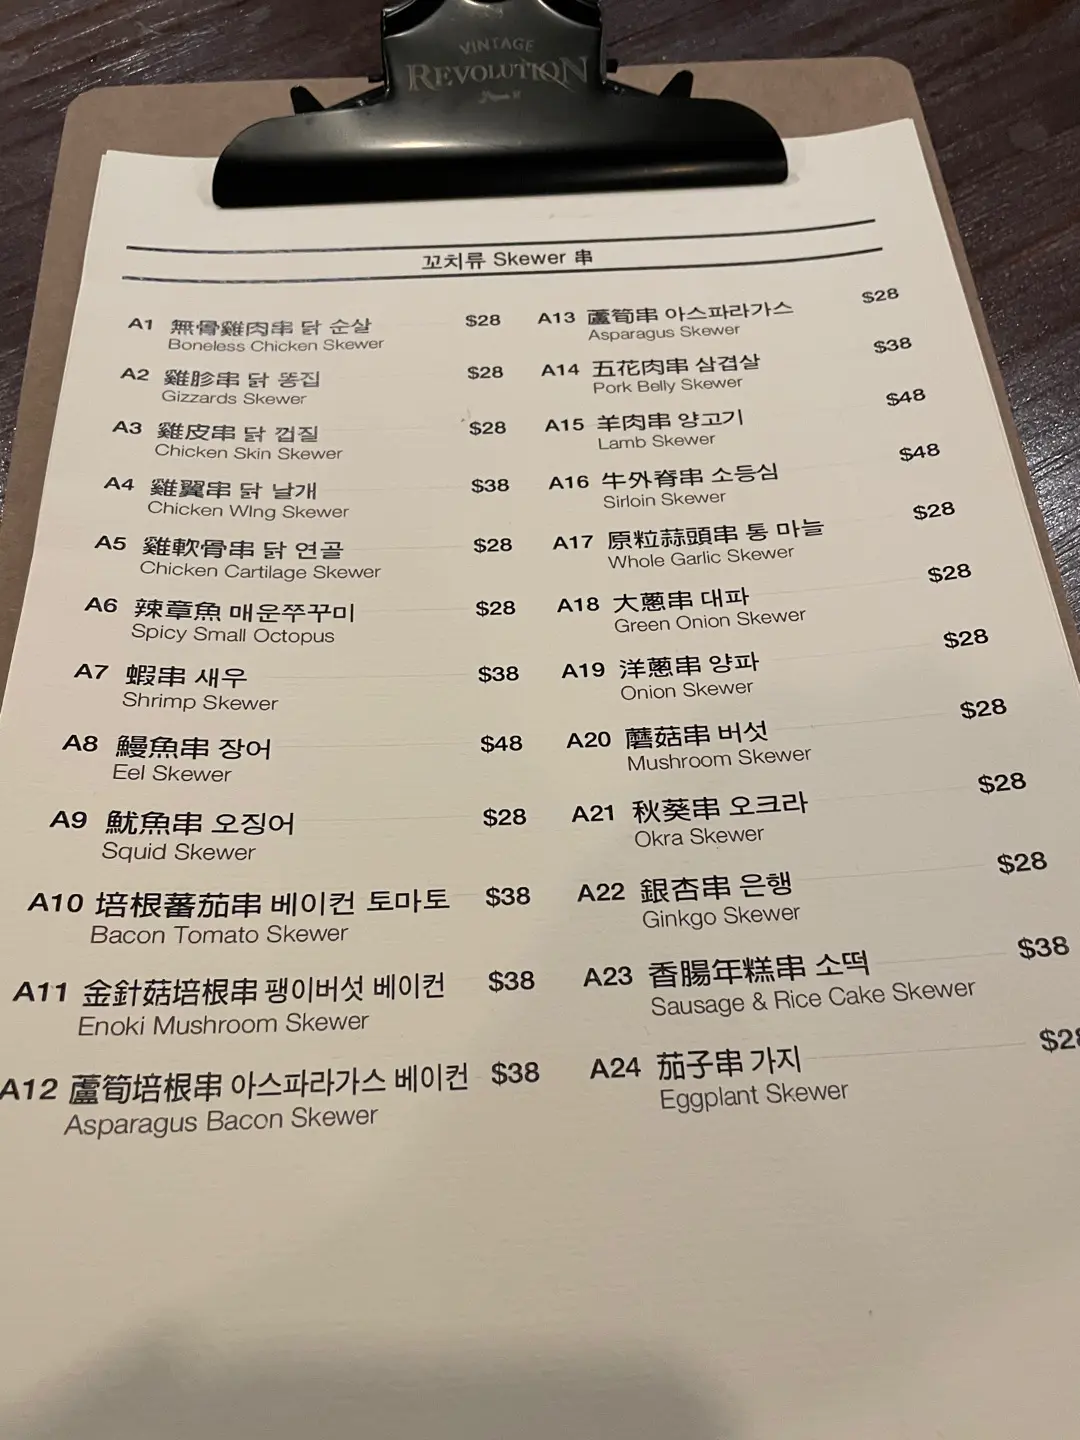 VINTAGE
REVOLUTION
꼬치류 Skewer 串
A1 無骨雞肉串 닭 순살 $28
Boneless Chicken Skewer
A2 雞胗串 닭 똥집 $28
Gizzards Skewer
A3 雞皮串 닭 껍질 $28
Chicken Skin Skewer
A4 雞翼串 닭 날개 $38
Chicken WIng Skewer
A5 雞軟骨串 닭 연골 $28
Chicken Cartilage Skewer
A6 辣章魚 매운쭈꾸미 $28
Spicy Small Octopus
A7 蝦串 새우 $38
Shrimp Skewer
A8 鰻魚串 장어 $48
Eel Skewer
A9 魷魚串 오징어 $28
Squid Skewer
A10 培根蕃茄串 베이컨 토마토 $38
Bacon Tomato Skewer
A11 金針菇培根串 팽이버섯 베이컨 $38
Enoki Mushroom Skewer
A12 蘆筍培根串 아스파라가스 베이컨 $38
Asparagus Bacon Skewer
A13 蘆筍串 아스파라가스 $28
Asparagus Skewer
A14 五花肉串 삼겹살 $38
Pork Belly Skewer
A15 羊肉串 양고기 $48
Lamb Skewer
A16 牛外脊串 소등심 $48
Sirloin Skewer
A17 原粒蒜頭串 통 마늘 $28
Whole Garlic Skewer
A18 大蔥串 대파 $28
Green Onion Skewer
A19 洋蔥串 양파 $28
Onion Skewer
A20 蘑菇串 버섯 $28
Mushroom Skewer
A21 秋葵串 오크라 $28
Okra Skewer
A22 銀杏串 은행 $28
Ginkgo Skewer
A23 香腸年糕串 소떡 $38
Sausage & Rice Cake Skewer
A24 茄子串 가지 $28
Eggplant Skewer